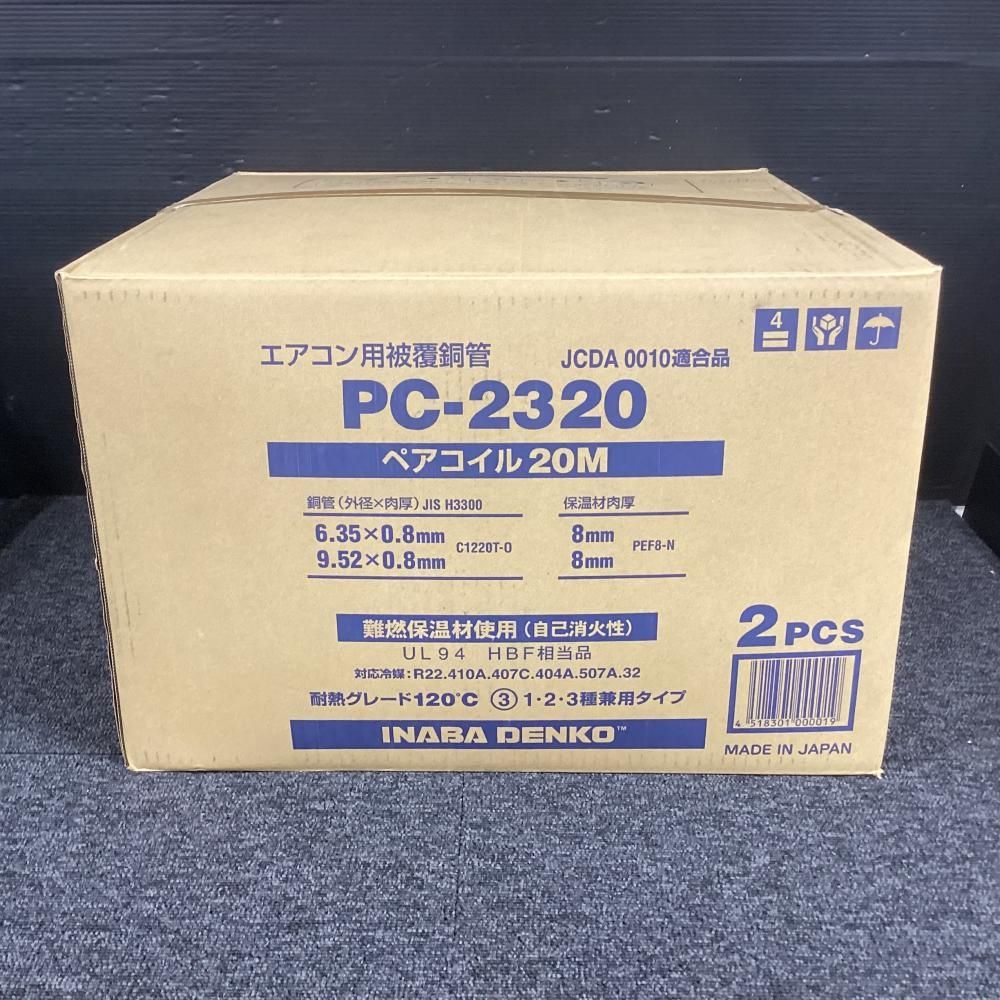 4
エアコン用被覆銅管 JCDA 0010適合品
PC-2320
ペアコイル 20M
銅管（外径×肉厚）JIS H3300 保温材肉厚
6.35×0.8mm 8mm
C1220T-O PEF8-N
9.52×0.8mm 8mm
難燃保温材使用（自己消火性）
UL94 HBF相当品
対応冷媒：R22.410A.407C.404A.507A.32
耐熱グレード120℃ ③ 1・2・3種兼用タイプ
INABA DENKO™
2 PCS
4 518301 000019
MADE IN JAPAN